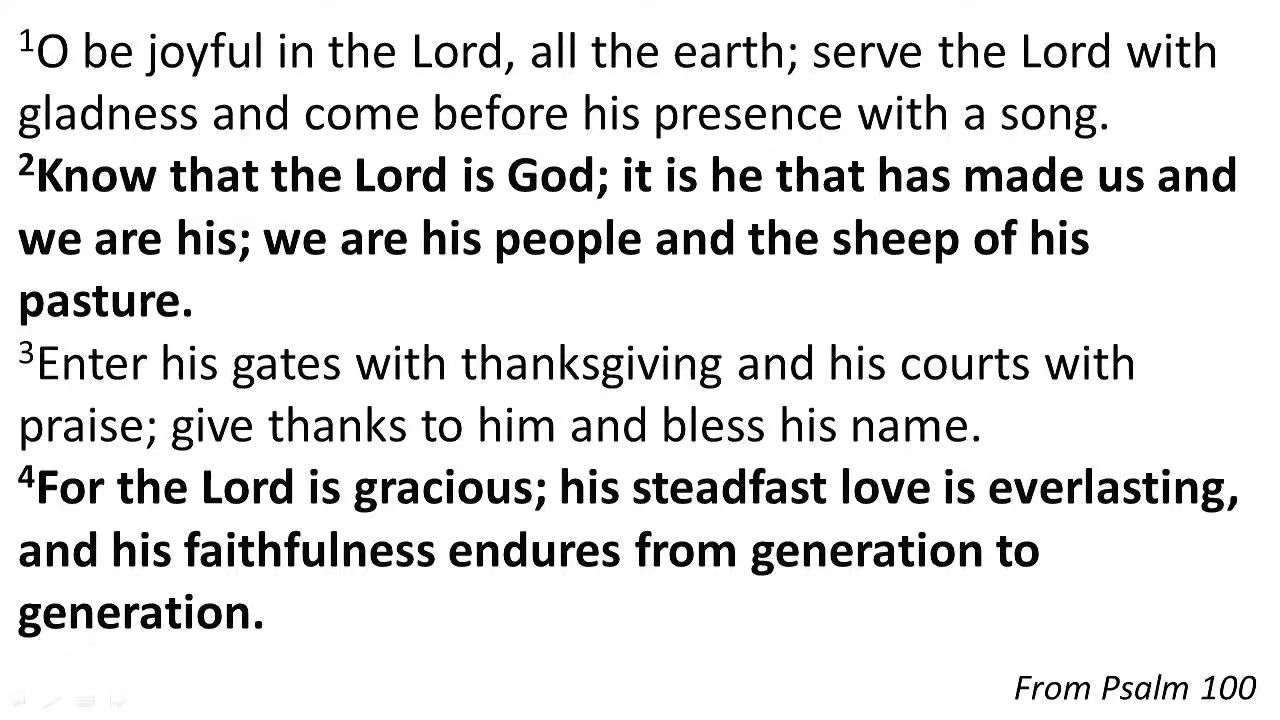 ¹O be joyful in the Lord, all the earth; serve the Lord with
gladness and come before his presence with a song.
²Know that the Lord is God; it is he that has made us and
we are his; we are his people and the sheep of his
pasture.
³Enter his gates with thanksgiving and his courts with
praise; give thanks to him and bless his name.
⁴For the Lord is gracious; his steadfast love is everlasting,
and his faithfulness endures from generation to
generation.
From Psalm 100